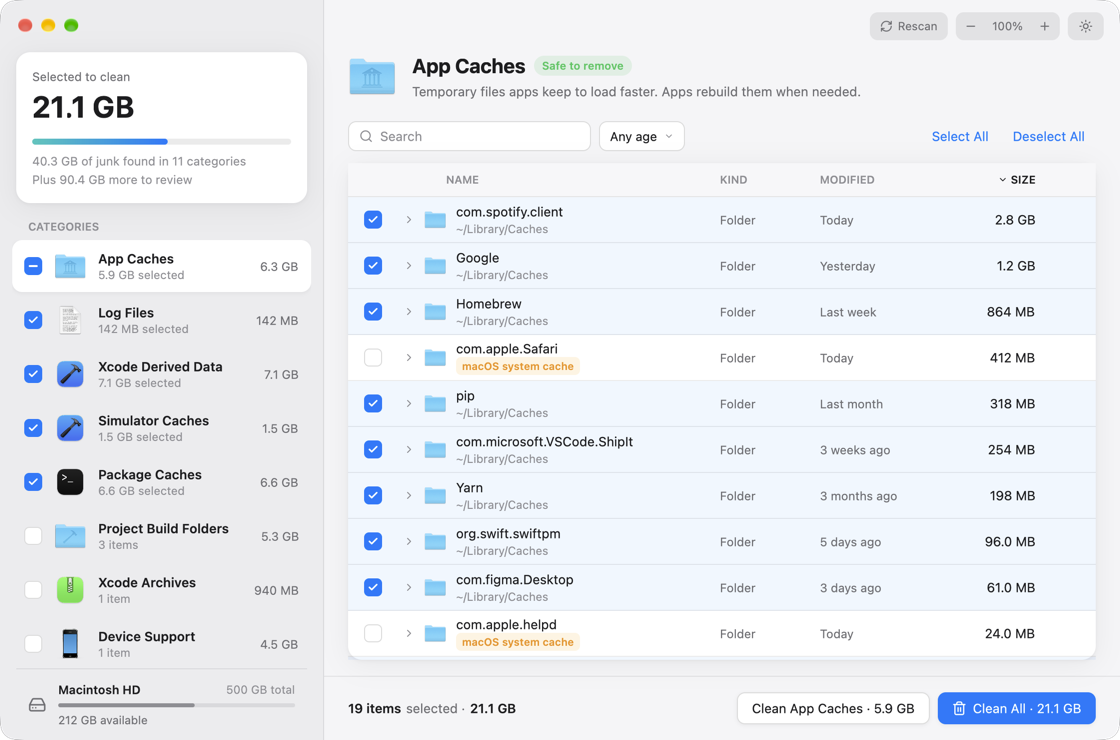 Rescan
100%
Selected to clean
21.1 GB
40.3 GB of junk found in 11 categories
Plus 90.4 GB more to review
CATEGORIES
App Caches
5.9 GB selected
6.3 GB
Log Files
142 MB selected
142 MB
Xcode Derived Data
7.1 GB selected
7.1 GB
Simulator Caches
1.5 GB selected
1.5 GB
Package Caches
6.6 GB selected
6.6 GB
Project Build Folders
3 items
5.3 GB
Xcode Archives
1 item
940 MB
Device Support
1 item
4.5 GB
Macintosh HD
500 GB total
212 GB available
App Caches
Safe to remove
Temporary files apps keep to load faster. Apps rebuild them when needed.
Search
Any age
Select All
Deselect All
NAME KIND MODIFIED SIZE
com.spotify.client
~/Library/Caches
Folder Today 2.8 GB
Google
~/Library/Caches
Folder Yesterday 1.2 GB
Homebrew
~/Library/Caches
Folder Last week 864 MB
com.apple.Safari
macOS system cache
Folder Today 412 MB
pip
~/Library/Caches
Folder Last month 318 MB
com.microsoft.VSCode.ShipIt
~/Library/Caches
Folder 3 weeks ago 254 MB
Yarn
~/Library/Caches
Folder 3 months ago 198 MB
org.swift.swiftpm
~/Library/Caches
Folder 5 days ago 96.0 MB
com.figma.Desktop
~/Library/Caches
Folder 3 days ago 61.0 MB
com.apple.helpd
macOS system cache
Folder Today 24.0 MB
19 items selected · 21.1 GB
Clean App Caches · 5.9 GB
Clean All · 21.1 GB